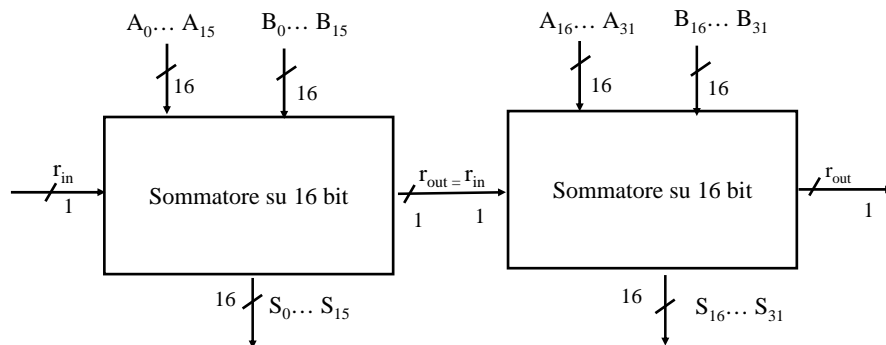 A0… A15 B0… B15 A16… A31 B16… B31
16 16 16 16
rin rout = rin rout
Sommatore su 16 bit Sommatore su 16 bit
1 1 1 1
16 S0… S15 16 S16… S31